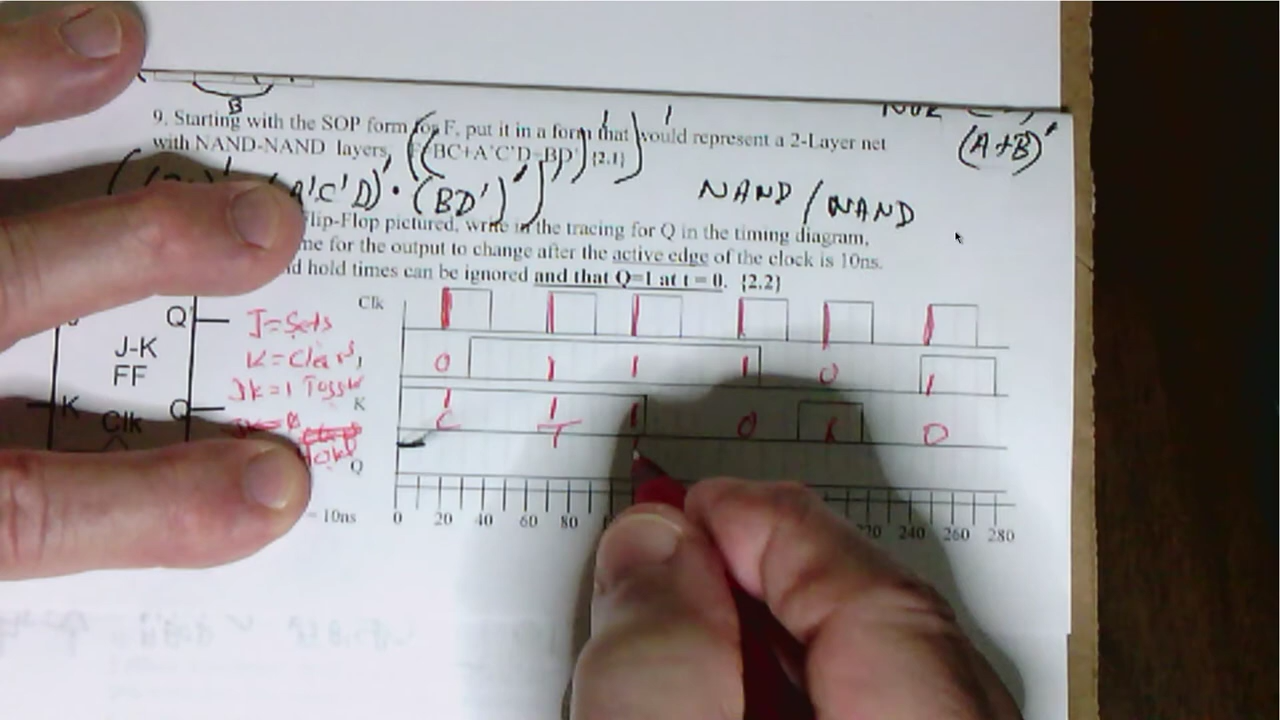 B
9. Starting with the SOP form for F, put it in a form that would represent a 2-Layer net
with NAND-NAND layers, BC+A'C'D+BD' {2.1}
(A+B)'
A'C'D)' • (BD')')'
NAND/NAND
Flip-Flop pictured, write in the tracing for Q in the timing diagram,
me for the output to change after the active edge of the clock is 10ns.
d hold times can be ignored and that Q=1 at t = 0. {2.2}
Clk
Q'
J=Sets
K=Clears,
JK=1 Toggle
J-K
FF
K
Clk
Q
0 1 1 1 0 1
K
1 1 1 0 1 0
C T
Q
= 10ns
0 20 40 60 80 240 260 280